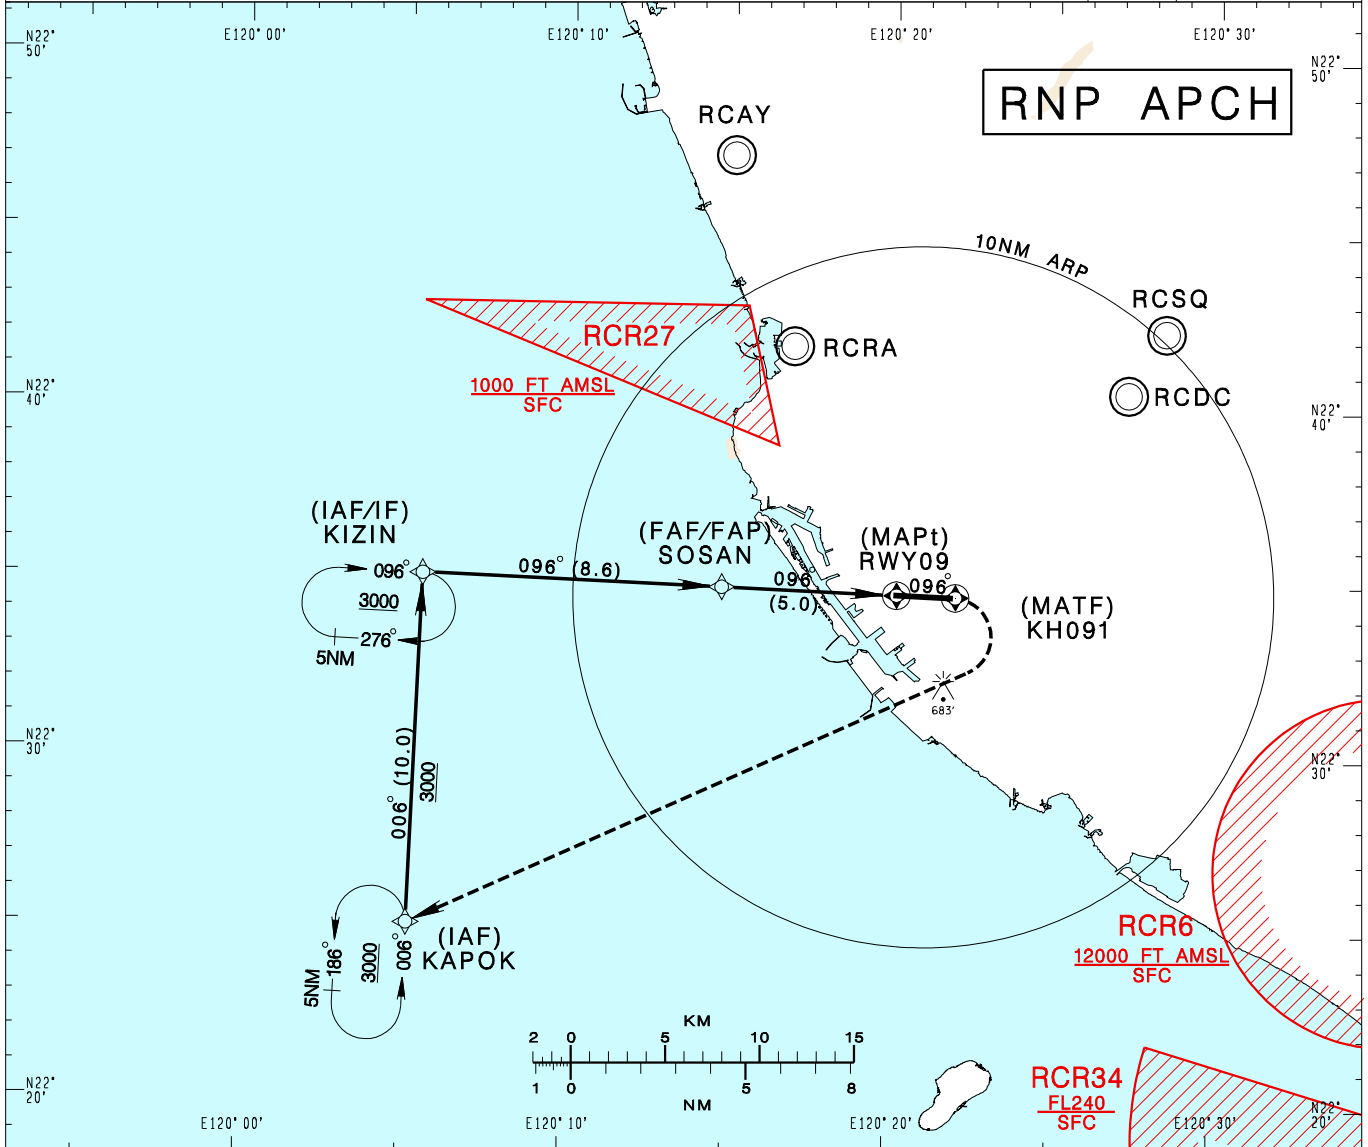 E120°00'
E120°10'
E120°20'
E120°30'
N22°
50'
N22°
50'
RNP APCH
RCAY
10NM ARP
RCSQ
RCR27
RCRA
1000 FT AMSL
SFC
RCDC
N22°
40'
N22°
40'
(IAF/IF)
KIZIN
(FAF/FAP)
SOSAN
(MAPt)
RWY09
096°
096° (8.6)
096°
(5.0)
096°
3000
276°
5NM
(MATF)
KH091
683'
006° (10.0)
3000
N22°
30'
N22°
30'
(IAF)
KAPOK
186°
5NM
3000
006°
RCR6
12000 FT AMSL
SFC
KM
2 0 5 10 15
1 0 5 8
NM
RCR34
FL240
SFC
N22°
20'
N22°
20'
E120°00'
E120°10'
E120°20'
E120°30'